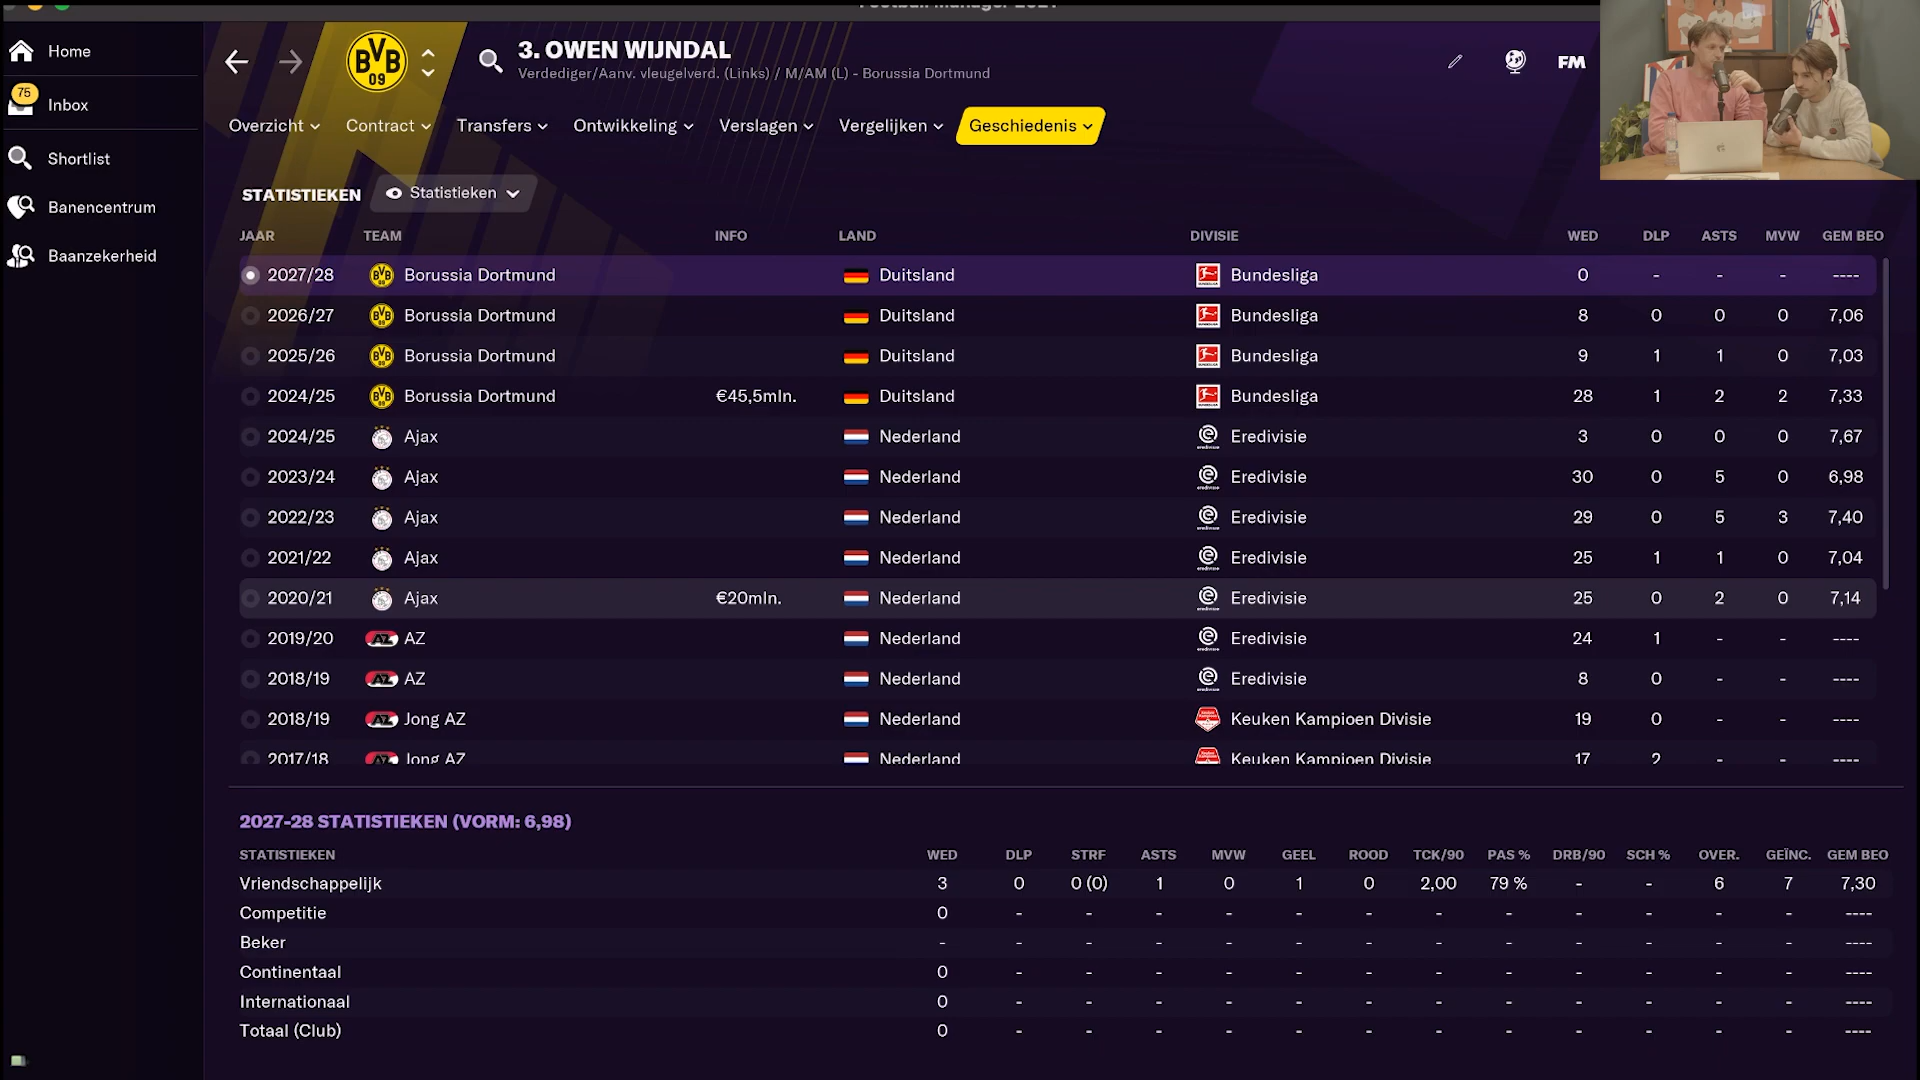 Football Manager 2021
Home
75
Inbox
Shortlist
Banencentrum
Baanzekerheid
BVB 09
3. OWEN WIJNDAL
Verdediger/Aanv. vleugelverd. (Links) / M/AM (L) - Borussia Dortmund
FM
Overzicht Contract Transfers Ontwikkeling Verslagen Vergelijken Geschiedenis
STATISTIEKEN Statistieken
JAAR TEAM INFO LAND DIVISIE WED DLP ASTS MVW GEM BEO
2027/28 Borussia Dortmund Duitsland Bundesliga 0 - - - ----
2026/27 Borussia Dortmund Duitsland Bundesliga 8 0 0 0 7,06
2025/26 Borussia Dortmund Duitsland Bundesliga 9 1 1 0 7,03
2024/25 Borussia Dortmund €45,5mln. Duitsland Bundesliga 28 1 2 2 7,33
2024/25 Ajax Nederland Eredivisie 3 0 0 0 7,67
2023/24 Ajax Nederland Eredivisie 30 0 5 0 6,98
2022/23 Ajax Nederland Eredivisie 29 0 5 3 7,40
2021/22 Ajax Nederland Eredivisie 25 1 1 0 7,04
2020/21 Ajax €20mln. Nederland Eredivisie 25 0 2 0 7,14
2019/20 AZ Nederland Eredivisie 24 1 - - ----
2018/19 AZ Nederland Eredivisie 8 0 - - ----
2018/19 Jong AZ Nederland Keuken Kampioen Divisie 19 0 - - ----
2017/18 Jong AZ Nederland Keuken Kampioen Divisie 17 2 - - ----
2027-28 STATISTIEKEN (VORM: 6,98)
STATISTIEKEN WED DLP STRF ASTS MVW GEEL ROOD TCK/90 PAS % DRB/90 SCH % OVER. GEÏNC. GEM BEO
Vriendschappelijk 3 0 0 (0) 1 0 1 0 2,00 79 % - - 6 7 7,30
Competitie 0 - - - - - - - - - - - - ----
Beker - - - - - - - - - - - - - ----
Continentaal 0 - - - - - - - - - - - - ----
Internationaal 0 - - - - - - - - - - - - ----
Totaal (Club) 0 - - - - - - - - - - - - ----